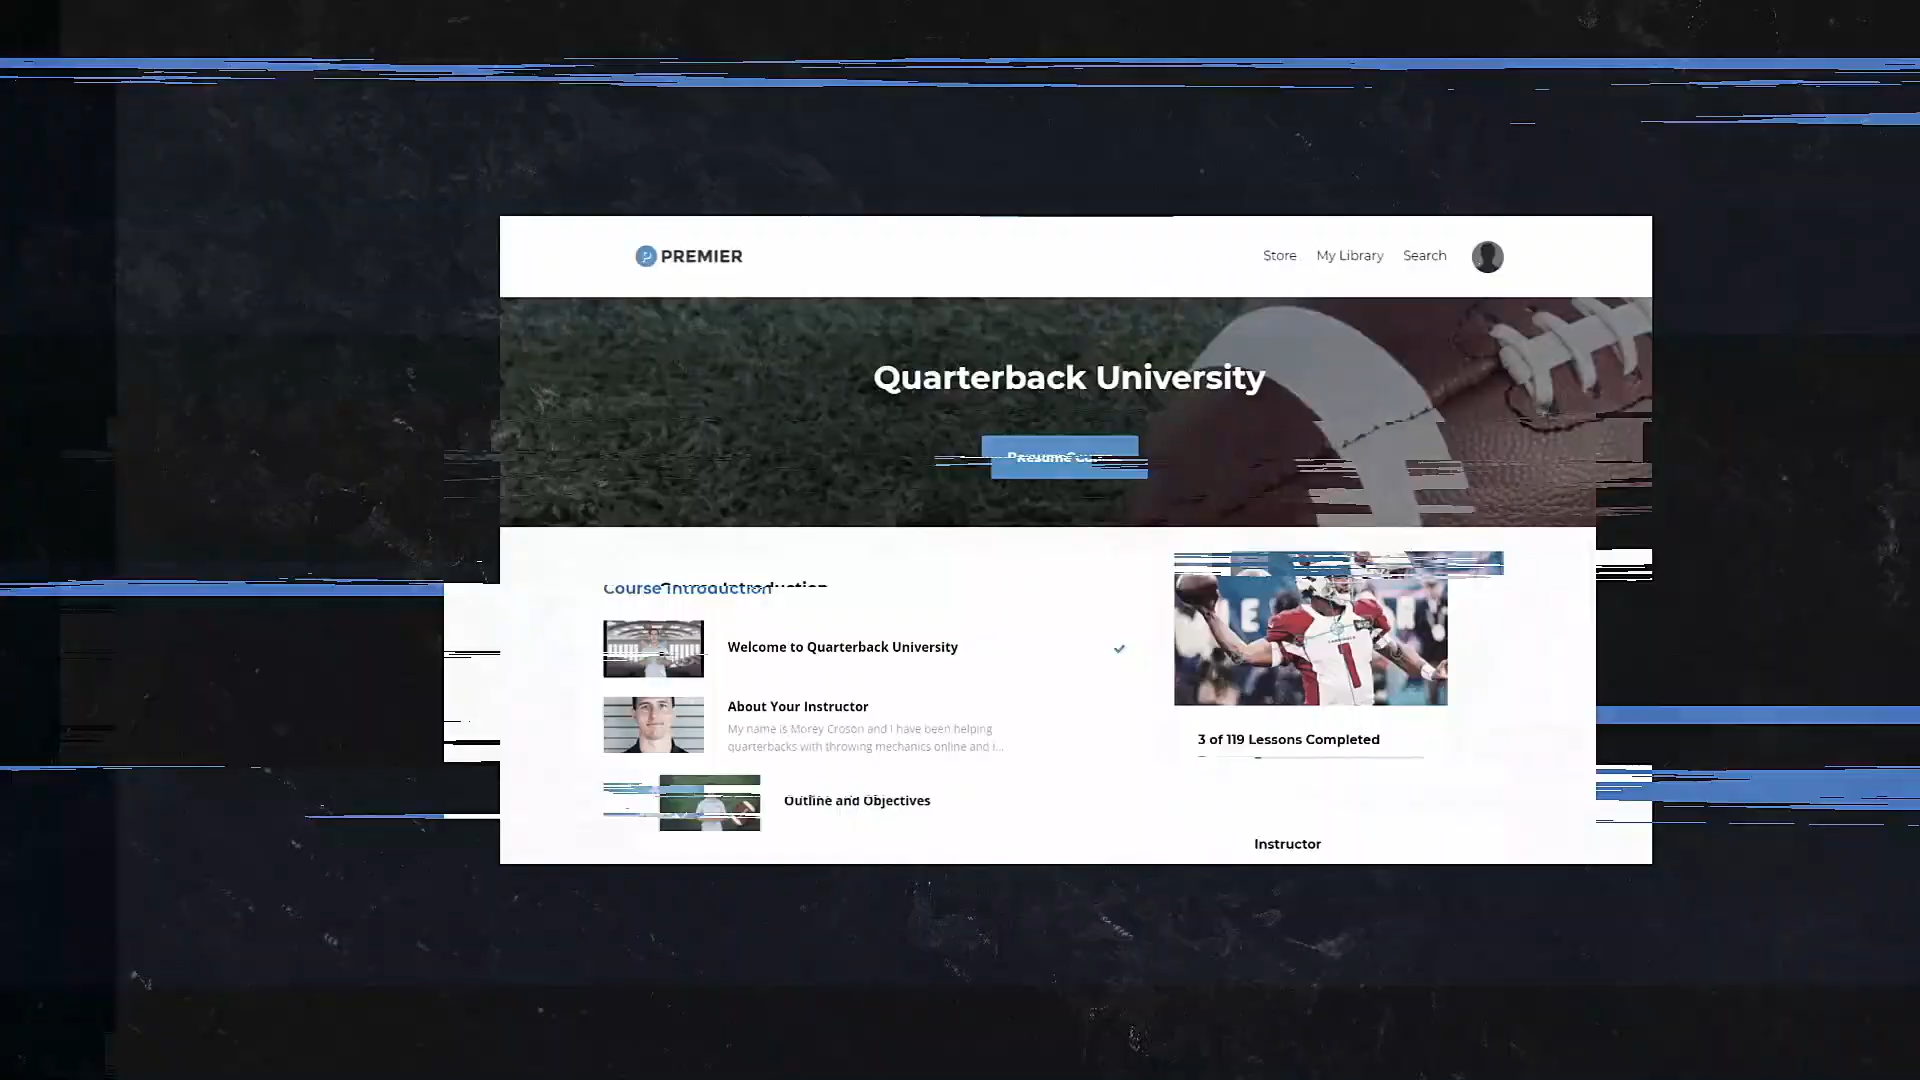 PREMIER
Store My Library Search
Quarterback University
Resume
Course Introduction
Welcome to Quarterback University
About Your Instructor
My name is Morey Croson and I have been helping
quarterbacks with throwing mechanics online and i...
Outline and Objectives
1
3 of 119 Lessons Completed
Instructor